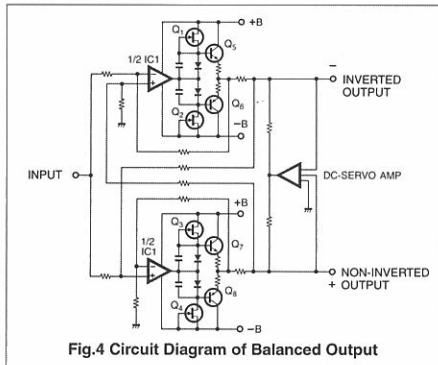 +B
Q1
Q5
1/2 IC1
−
+
Q6
Q2
−B
− INVERTED OUTPUT
INPUT
DC-SERVO AMP
+B
Q3
1/2 IC1
Q7
−
+
Q8
Q4
NON-INVERTED
+ OUTPUT
−B
Fig.4 Circuit Diagram of Balanced Output